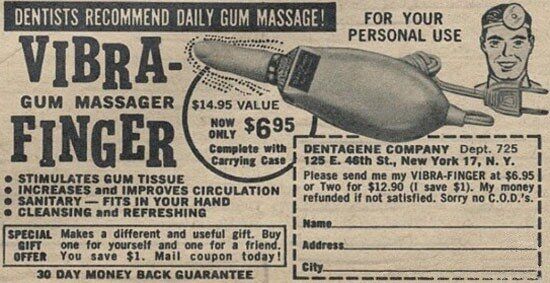 DENTISTS RECOMMEND DAILY GUM MASSAGE!
FOR YOUR
PERSONAL USE
VIBRA-
GUM MASSAGER
FINGER
$14.95 VALUE
NOW
ONLY $6.95
Complete with
Carrying Case
• STIMULATES GUM TISSUE
• INCREASES and IMPROVES CIRCULATION
• SANITARY — FITS IN YOUR HAND
• CLEANSING and REFRESHING
SPECIAL GIFT OFFER
Makes a different and useful gift. Buy
one for yourself and one for a friend.
You save $1. Mail coupon today!
30 DAY MONEY BACK GUARANTEE
DENTAGENE COMPANY Dept. 725
125 E. 46th St., New York 17, N. Y.
Please send me my VIBRA-FINGER at $6.95
or Two for $12.90 (I save $1). My money
refunded if not satisfied. Sorry no C.O.D.'s.
Name
Address
City